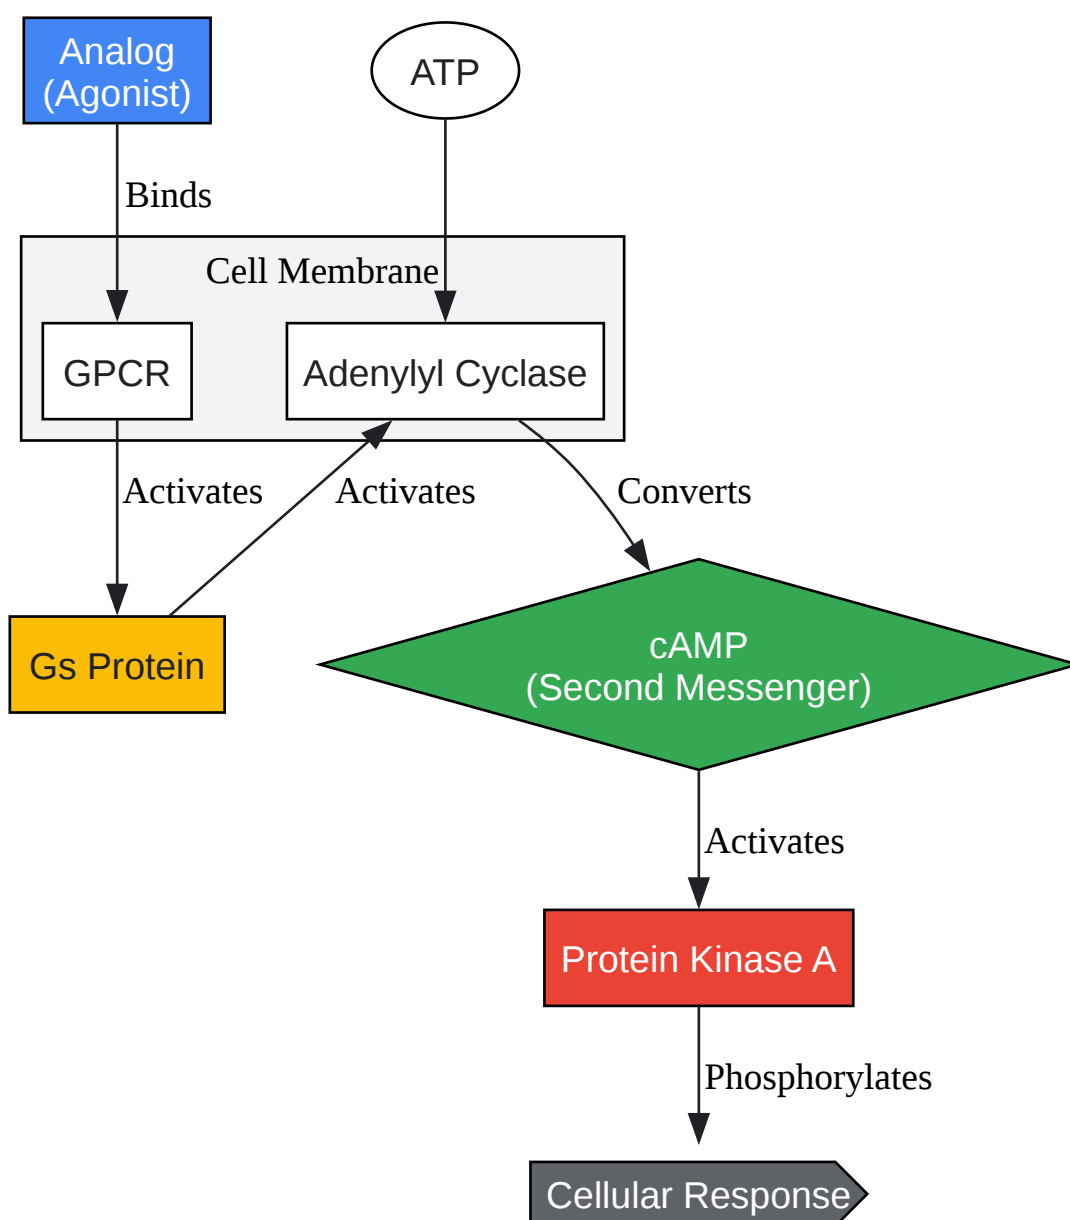 Analog
(Agonist)
ATP
Binds
Cell Membrane
GPCR
Adenylyl Cyclase
Activates
Activates
Converts
Gs Protein
cAMP
(Second Messenger)
Activates
Protein Kinase A
Phosphorylates
Cellular Response